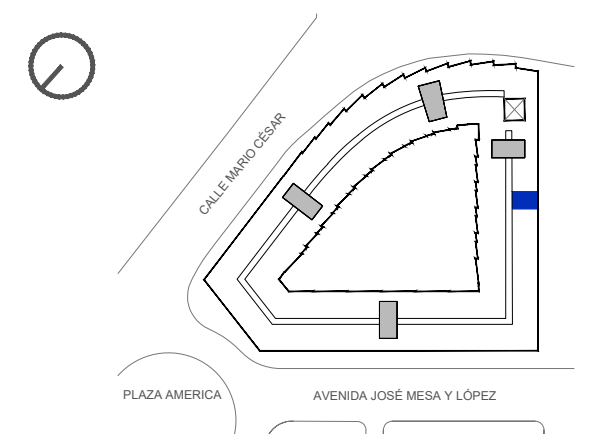 CALLE MARIO CÉSAR
PLAZA AMERICA
AVENIDA JOSÉ MESA Y LÓPEZ